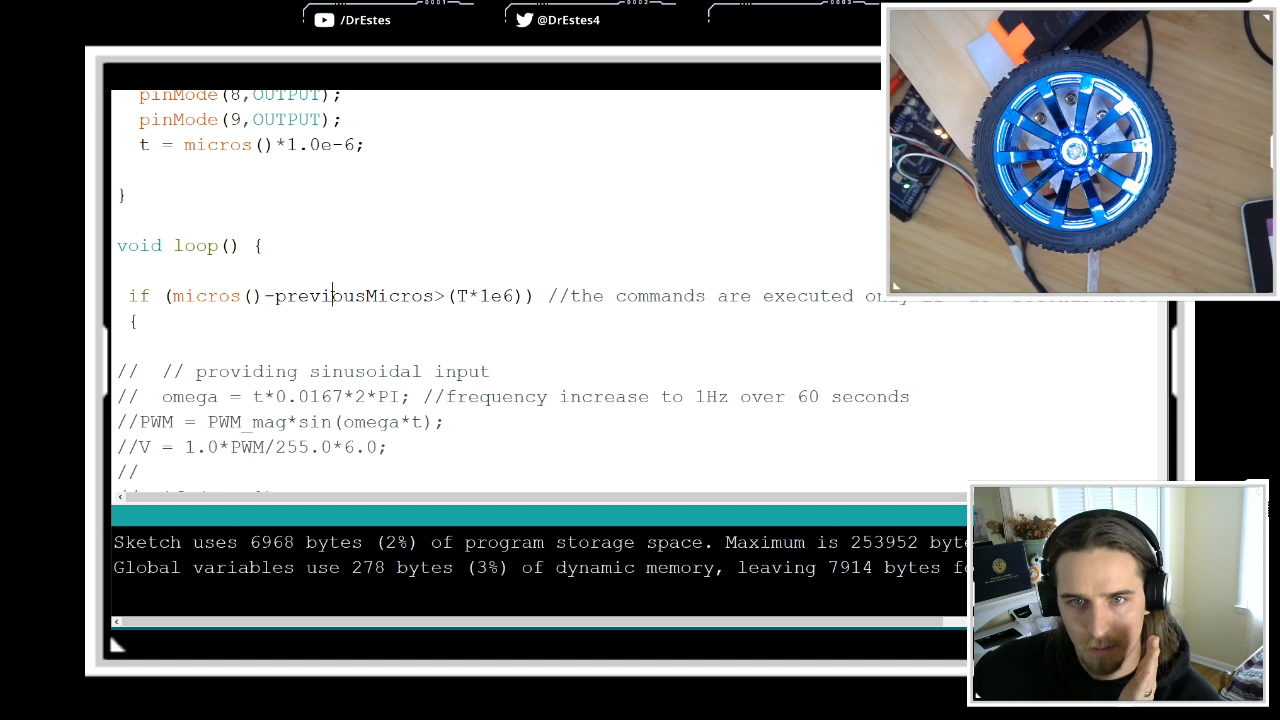 0001
0002
0003
/DrEstes
@DrEstes4
pinMode(8,OUTPUT);
pinMode(9,OUTPUT);
t = micros()*1.0e-6;
}
void loop() {
if (micros()-previousMicros>(T*1e6)) //the commands are executed
{
// // providing sinusoidal input
// omega = t*0.0167*2*PI; //frequency increase to 1Hz over 60 seconds
//PWM = PWM_mag*sin(omega*t);
//V = 1.0*PWM/255.0*6.0;
//
Sketch uses 6968 bytes (2%) of program storage space. Maximum is 253952
Global variables use 278 bytes (3%) of dynamic memory, leaving 7914 bytes